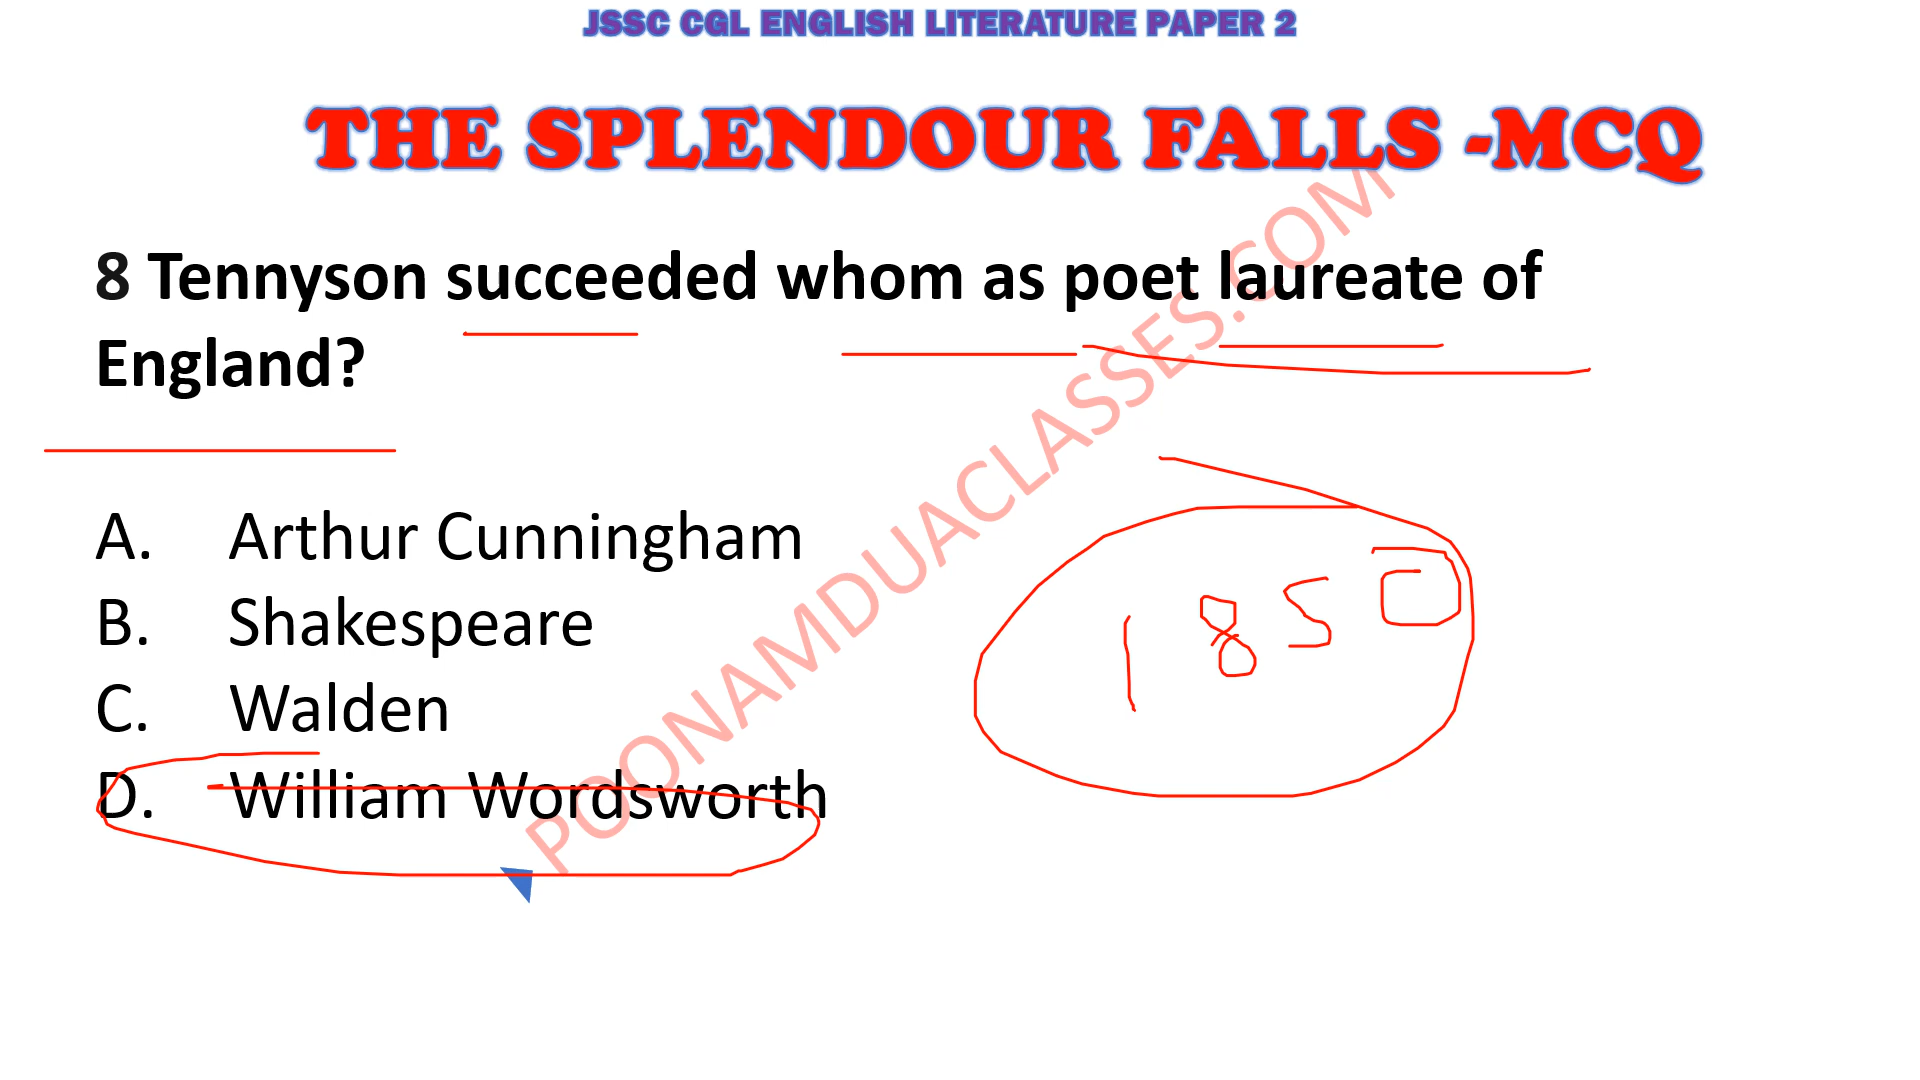 JSSC CGL ENGLISH LITERATURE PAPER 2
THE SPLENDOUR FALLS -MCQ
8 Tennyson succeeded whom as poet laureate of
England?
A. Arthur Cunningham
B. Shakespeare
C. Walden
D. William Wordsworth
1850
POONAMDUACLASSES.COM